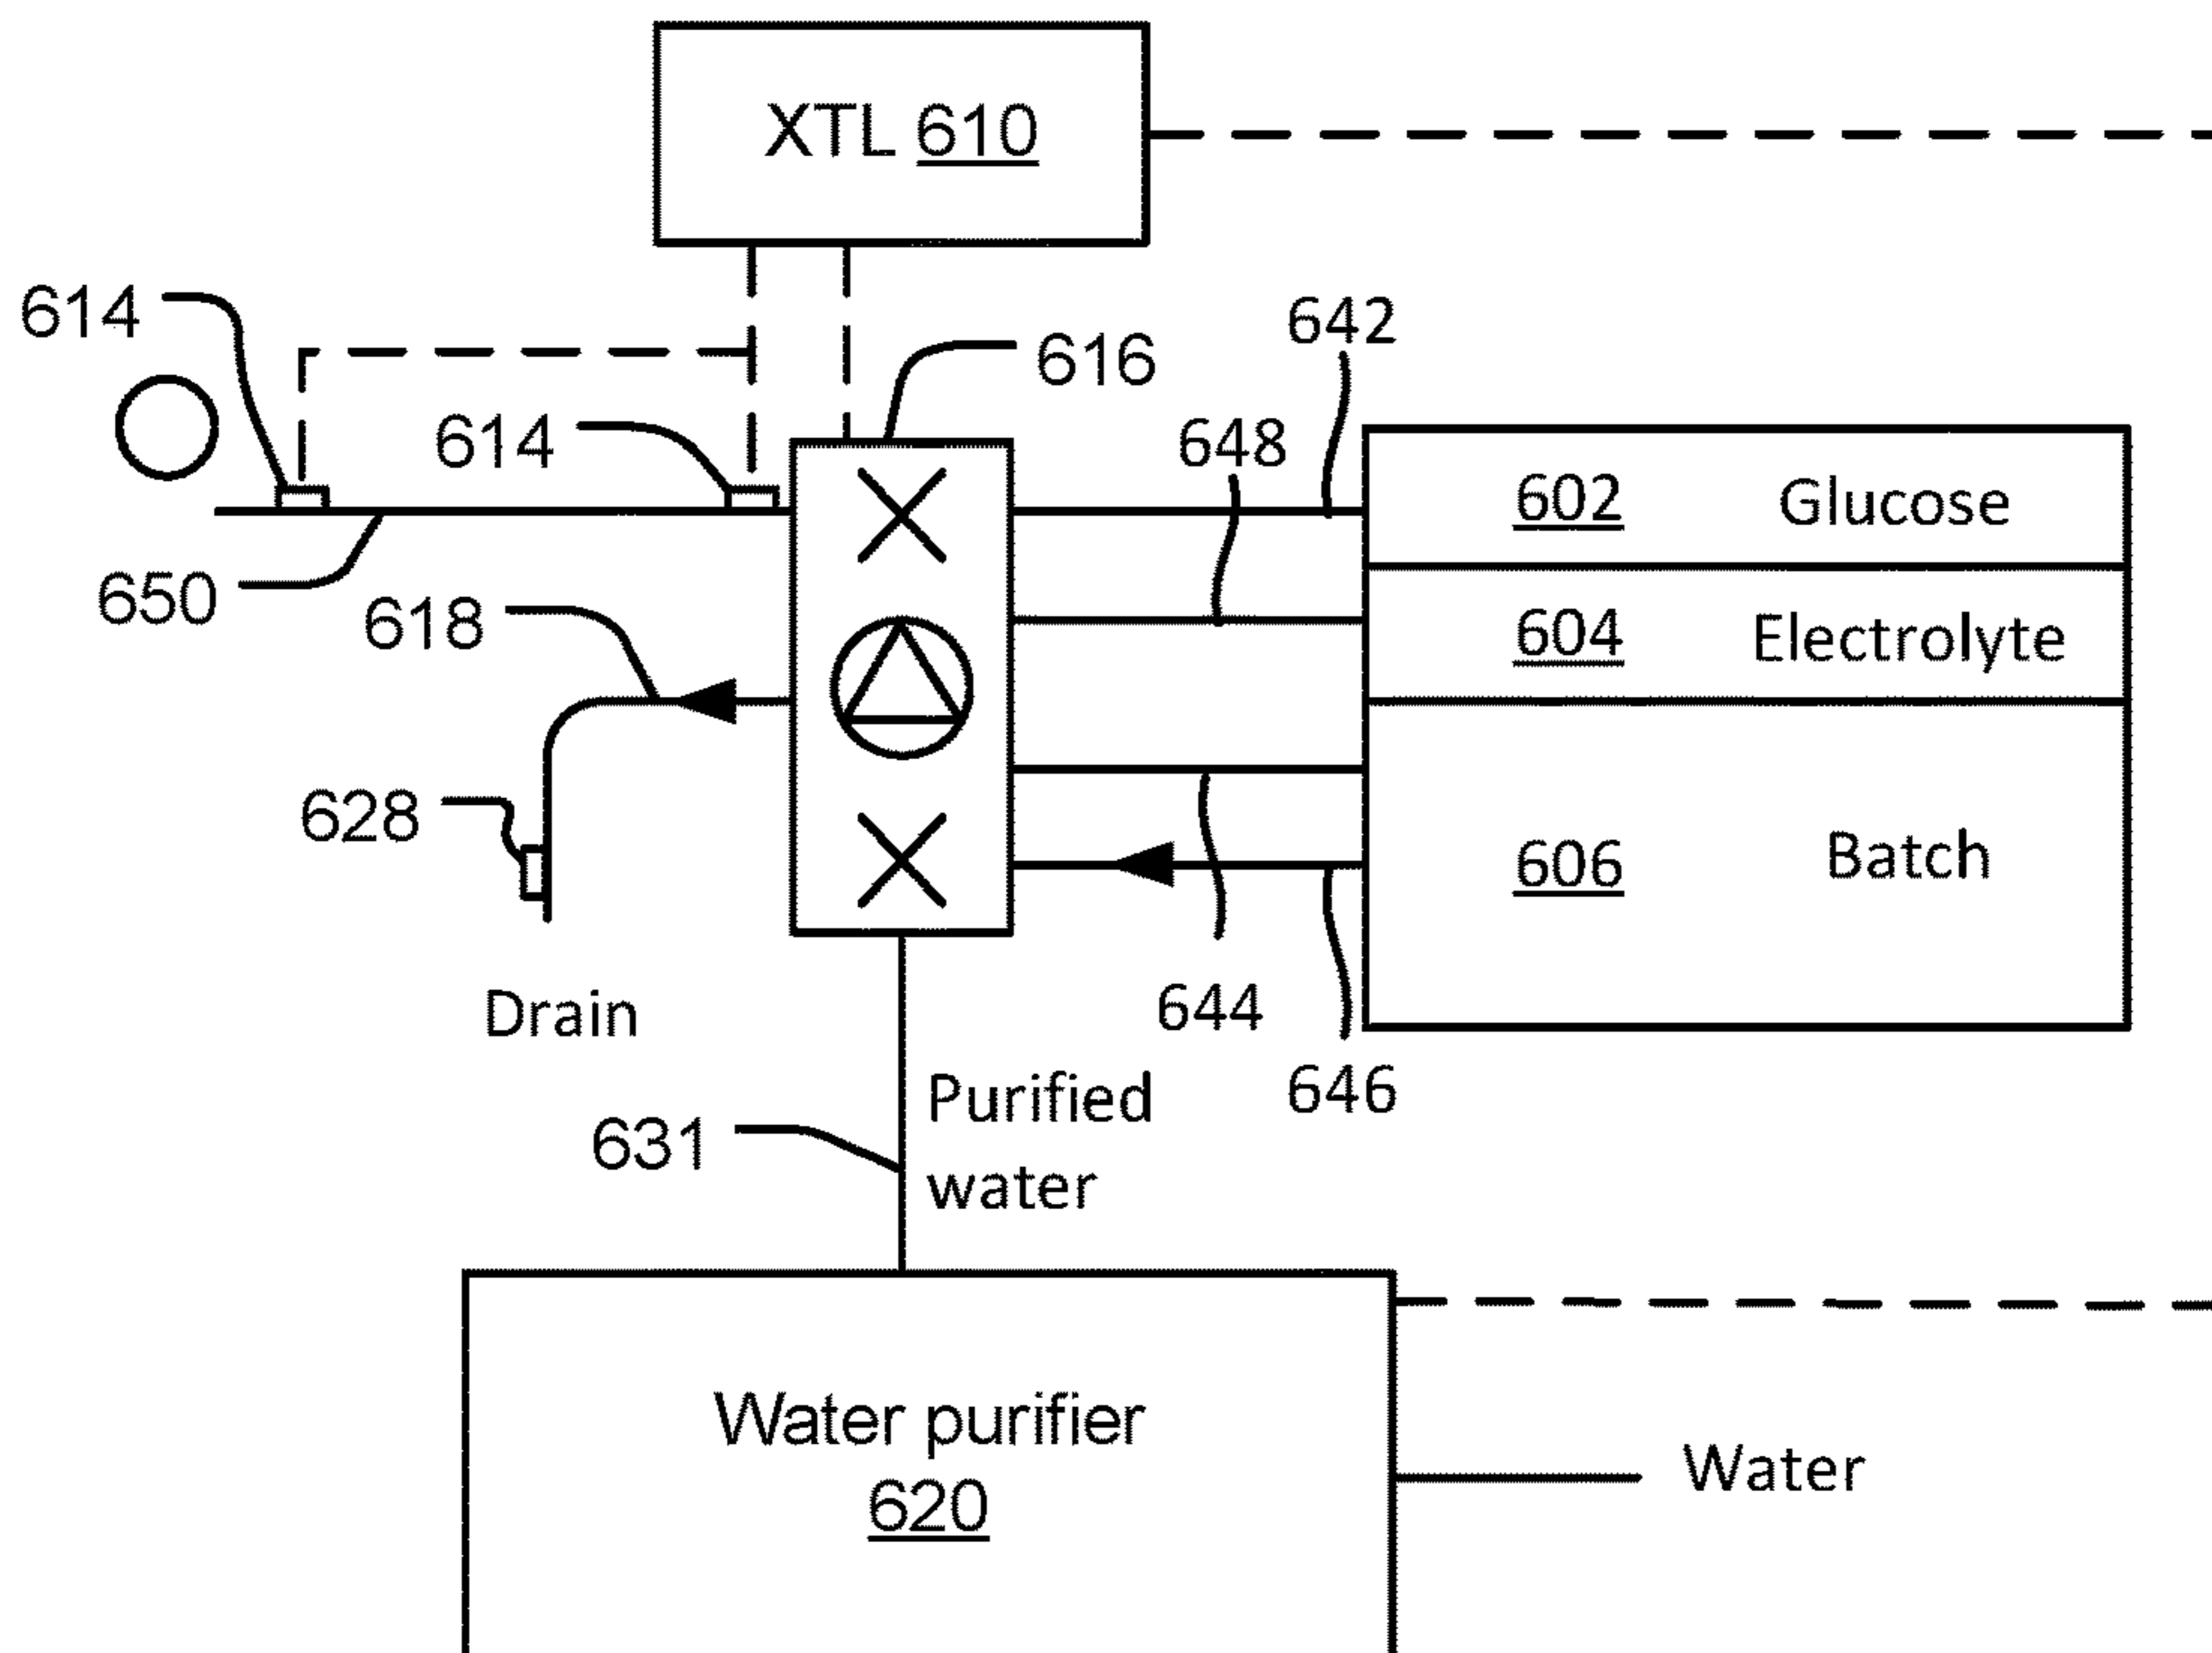 XTL 610
614
642
616
614
648
602 Glucose
650
618
604 Electrolyte
628
606 Batch
Drain
644
646
631
Purified
water
Water purifier
620
Water